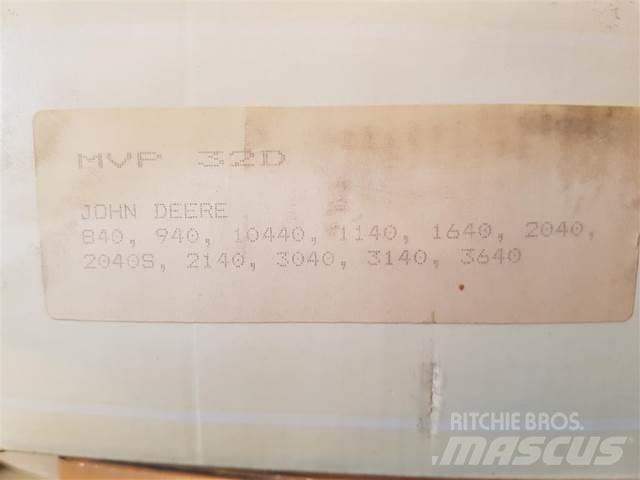 MVP 32D
JOHN DEERE
840, 940, 10440, 1140, 1640, 2040,
2040S, 2140, 3040, 3140, 3640
RITCHIE BROS.
MASCUS